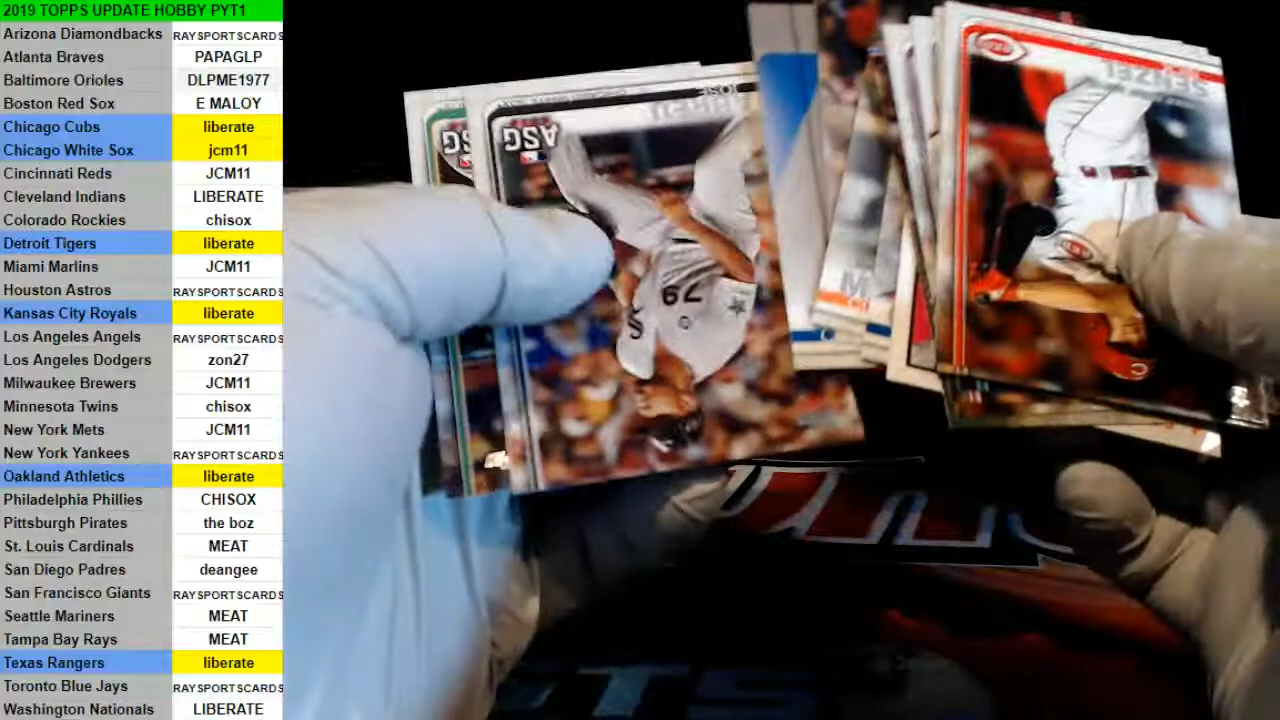 2019 TOPPS UPDATE HOBBY PYT1
Arizona Diamondbacks RAYSPORTSCARDS
Atlanta Braves PAPAGLP
Baltimore Orioles DLPME1977
Boston Red Sox E MALOY
Chicago Cubs liberate
Chicago White Sox jcm11
Cincinnati Reds JCM11
Cleveland Indians LIBERATE
Colorado Rockies chisox
Detroit Tigers liberate
Miami Marlins JCM11
Houston Astros RAYSPORTSCARDS
Kansas City Royals liberate
Los Angeles Angels RAYSPORTSCARDS
Los Angeles Dodgers zon27
Milwaukee Brewers JCM11
Minnesota Twins chisox
New York Mets JCM11
New York Yankees RAYSPORTSCARDS
Oakland Athletics liberate
Philadelphia Phillies CHISOX
Pittsburgh Pirates the boz
St. Louis Cardinals MEAT
San Diego Padres deangee
San Francisco Giants RAYSPORTSCARDS
Seattle Mariners MEAT
Tampa Bay Rays MEAT
Texas Rangers liberate
Toronto Blue Jays RAYSPORTSCARDS
Washington Nationals LIBERATE
ASG
ASG
JOSE
79
REDS
SENZEL